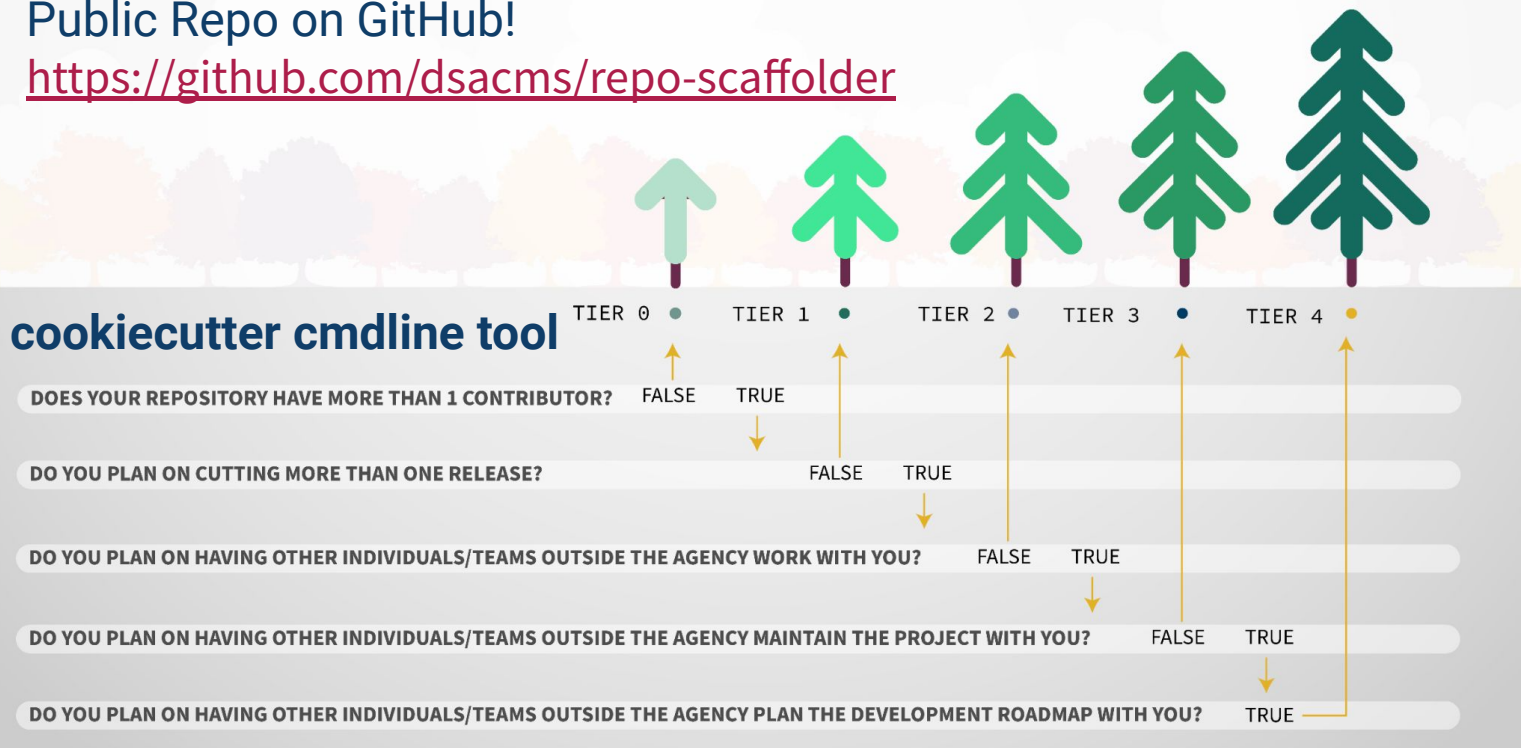 Public Repo on GitHub!
https://github.com/dsacms/repo-scaffolder
TIER 0 TIER 1 TIER 2 TIER 3 TIER 4
cookiecutter cmdline tool
DOES YOUR REPOSITORY HAVE MORE THAN 1 CONTRIBUTOR? FALSE TRUE
DO YOU PLAN ON CUTTING MORE THAN ONE RELEASE? FALSE TRUE
DO YOU PLAN ON HAVING OTHER INDIVIDUALS/TEAMS OUTSIDE THE AGENCY WORK WITH YOU? FALSE TRUE
DO YOU PLAN ON HAVING OTHER INDIVIDUALS/TEAMS OUTSIDE THE AGENCY MAINTAIN THE PROJECT WITH YOU? FALSE TRUE
DO YOU PLAN ON HAVING OTHER INDIVIDUALS/TEAMS OUTSIDE THE AGENCY PLAN THE DEVELOPMENT ROADMAP WITH YOU? TRUE